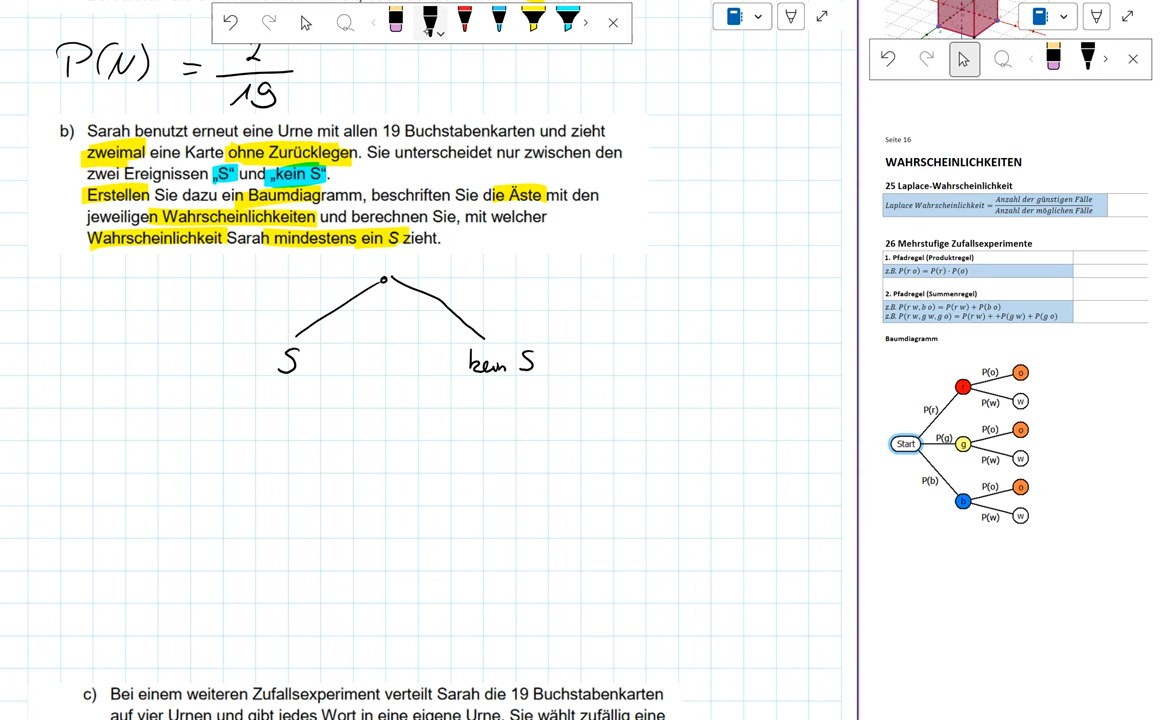 P(N) = 2/19
b) Sarah benutzt erneut eine Urne mit allen 19 Buchstabenkarten und zieht
zweimal eine Karte ohne Zurücklegen. Sie unterscheidet nur zwischen den
zwei Ereignissen „S“ und „kein S“.
Erstellen Sie dazu ein Baumdiagramm, beschriften Sie die Äste mit den
jeweiligen Wahrscheinlichkeiten und berechnen Sie, mit welcher
Wahrscheinlichkeit Sarah mindestens ein S zieht.
S
kein S
c) Bei einem weiteren Zufallsexperiment verteilt Sarah die 19 Buchstabenkarten
auf vier Urnen und gibt jedes Wort in eine eigene Urne. Sie wählt zufällig eine
Seite 16
WAHRSCHEINLICHKEITEN
25 Laplace-Wahrscheinlichkeit
Laplace Wahrscheinlichkeit = Anzahl der günstigen Fälle / Anzahl der möglichen Fälle
26 Mehrstufige Zufallsexperimente
1. Pfadregel (Produktregel)
z.B. P(r o) = P(r) · P(o)
2. Pfadregel (Summenregel)
z.B. P(r w, b o) = P(r w) + P(b o)
z.B. P(r w, g w, g o) = P(r w) + +P(g w) + P(g o)
Baumdiagramm
P(o) o
r
P(w) w
P(r)
P(o) o
Start P(g) g
P(w) w
P(b)
P(o) o
b
P(w) w